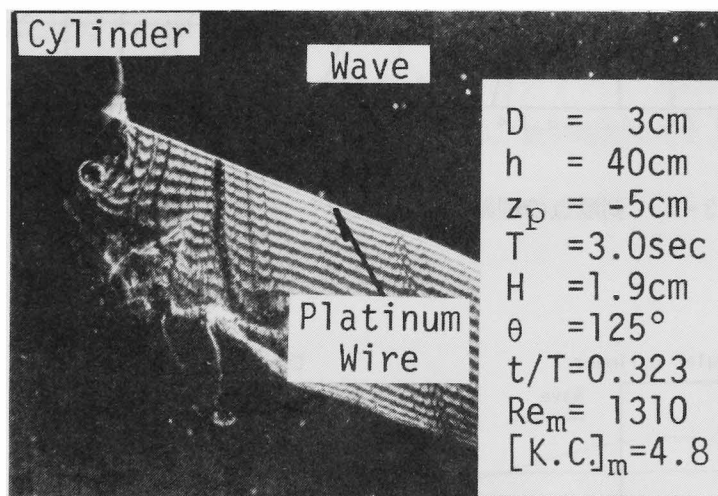 Cylinder
Wave
Platinum
Wire
D = 3cm
h = 40cm
zp = -5cm
T =3.0sec
H =1.9cm
θ =125°
t/T=0.323
Rem= 1310
[K.C.]m=4.8